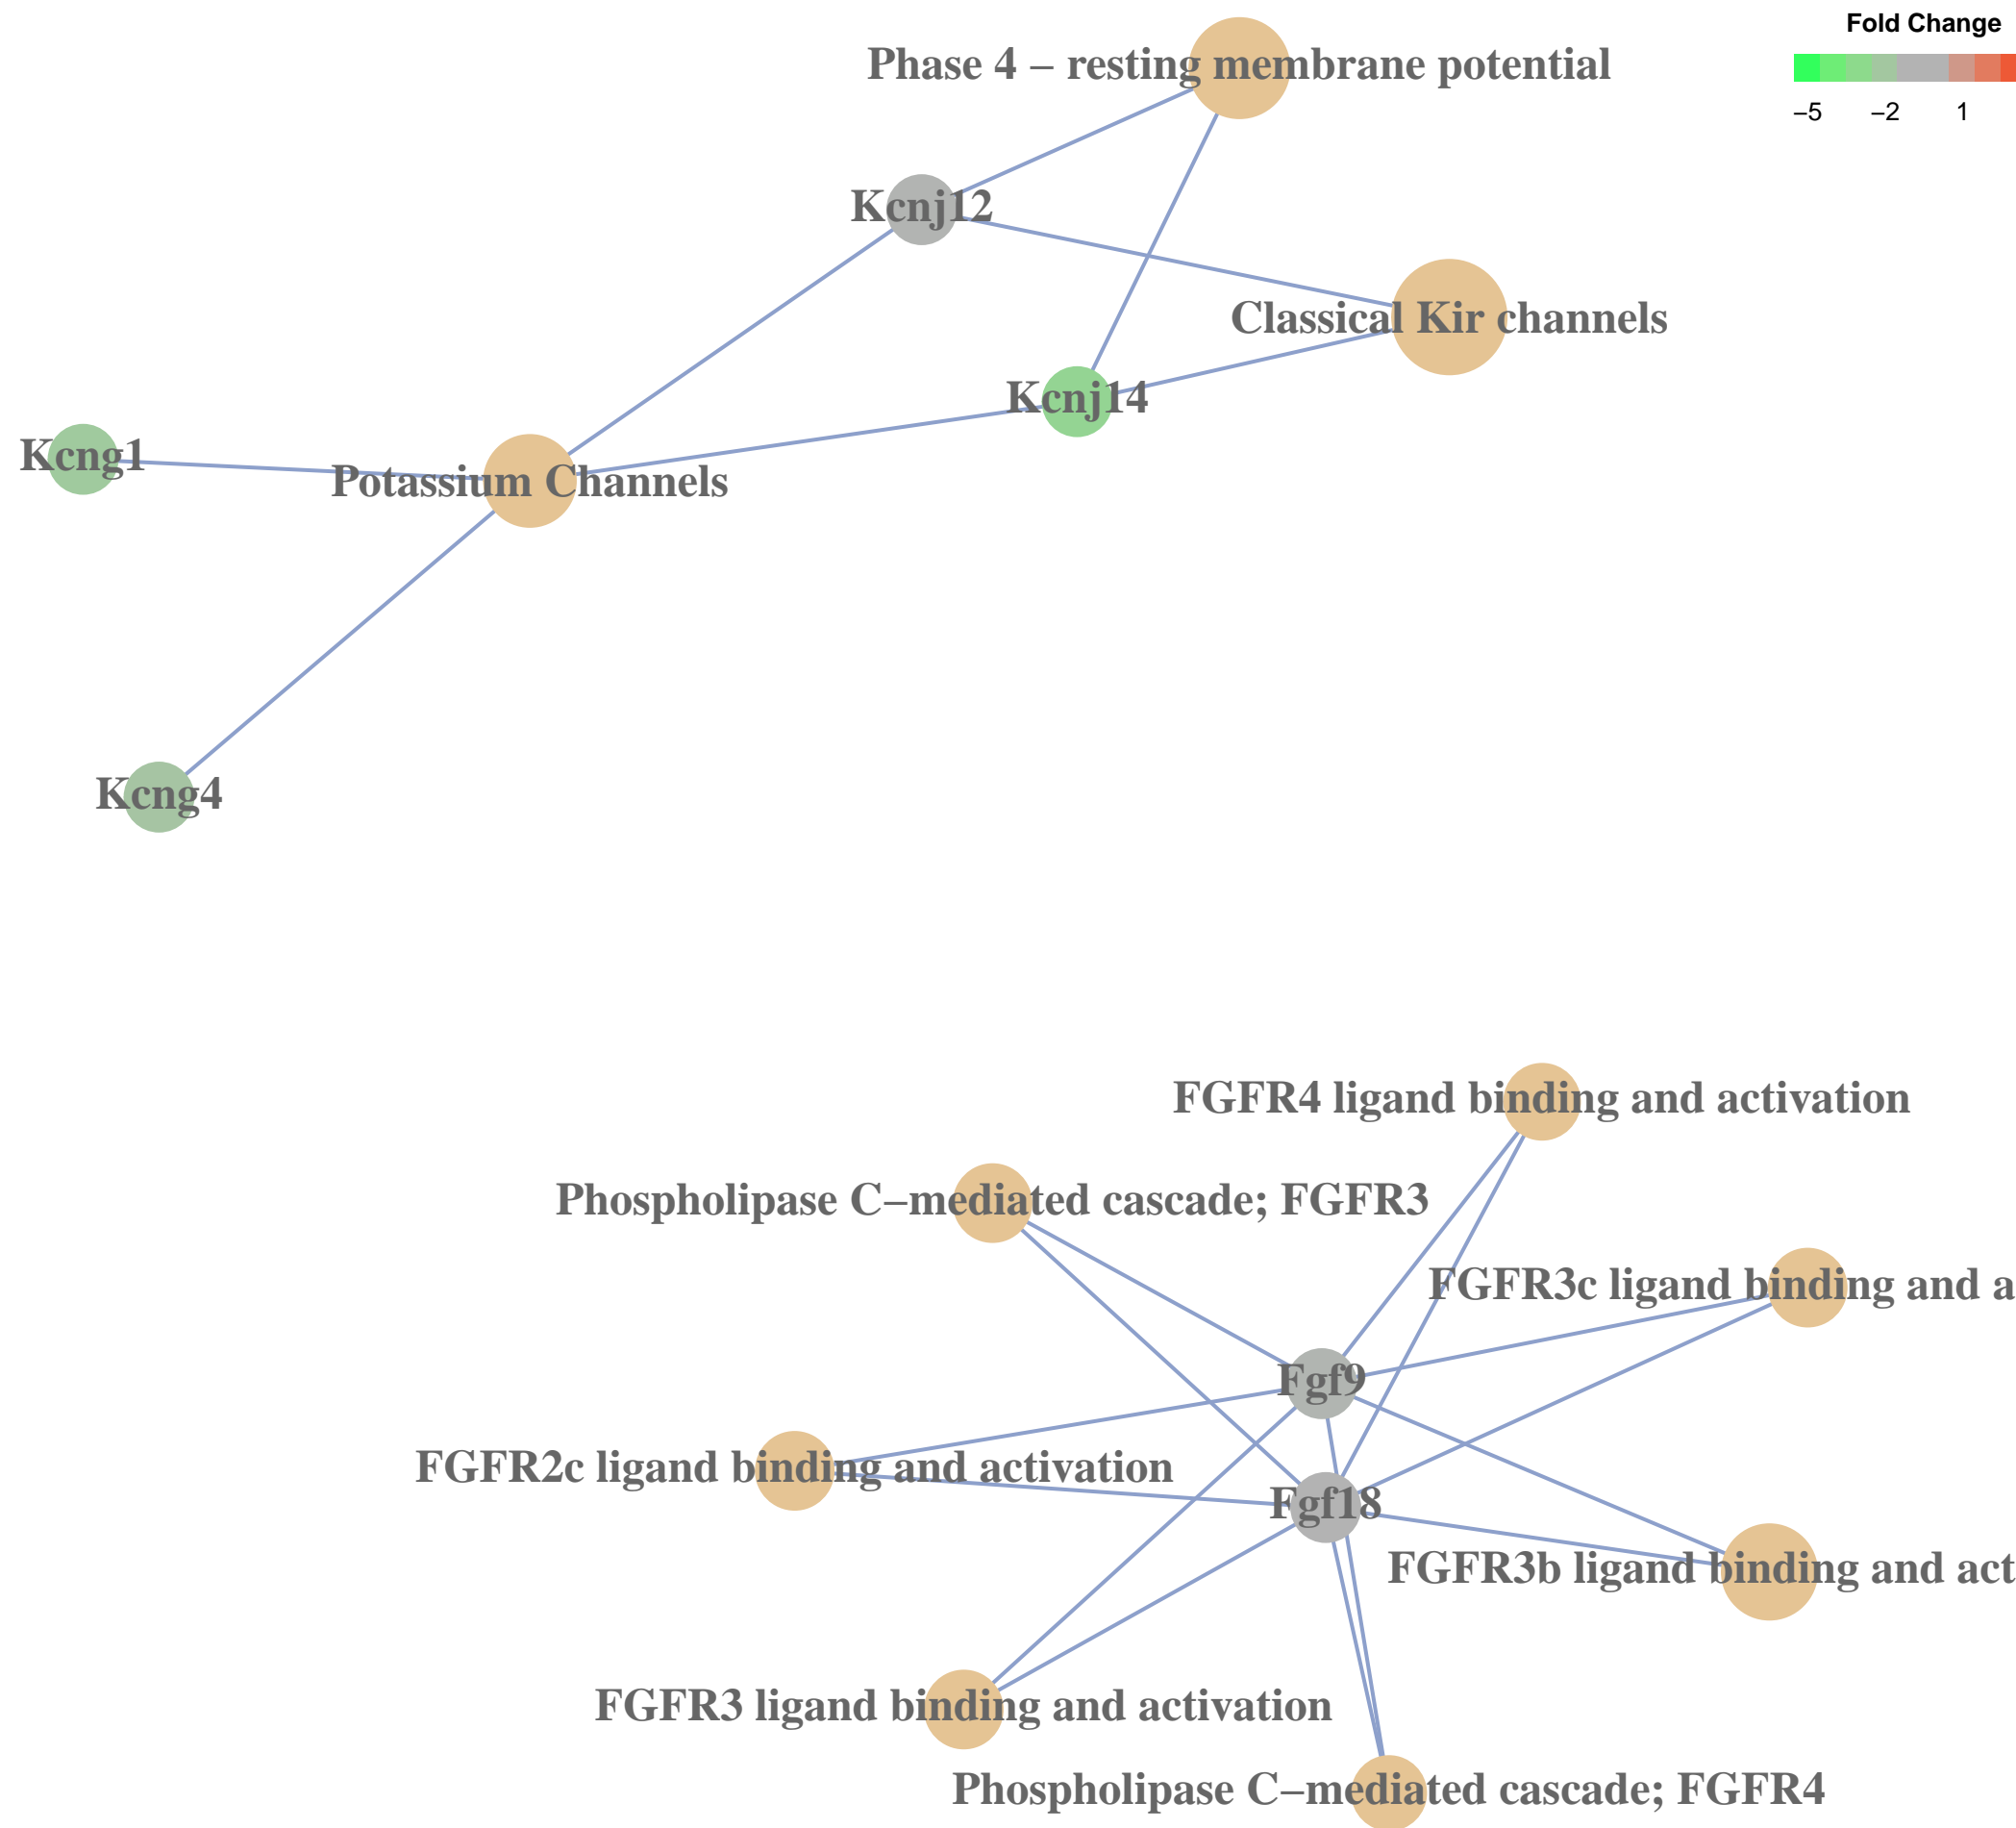 Fold Change
−5 −2 1
Phase 4 − resting membrane potential
Kcnj12
Classical Kir channels
Kcnj14
Kcng1
Potassium Channels
Kcng4
FGFR4 ligand binding and activation
Phospholipase C−mediated cascade; FGFR3
FGFR3c ligand binding and a
Fgf9
FGFR2c ligand binding and activation
Fgf18
FGFR3b ligand binding and act
FGFR3 ligand binding and activation
Phospholipase C−mediated cascade; FGFR4